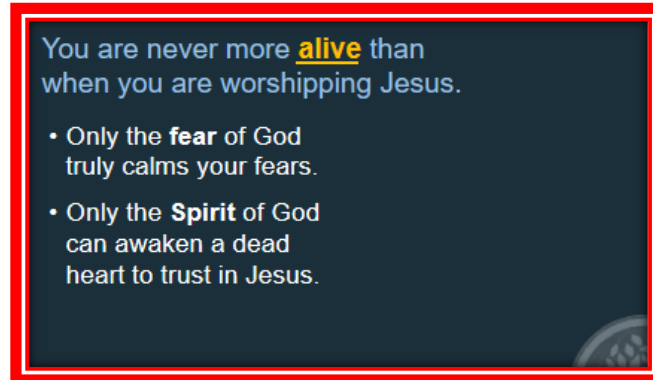 You are never more alive than
when you are worshipping Jesus.
• Only the fear of God
truly calms your fears.
• Only the Spirit of God
can awaken a dead
heart to trust in Jesus.